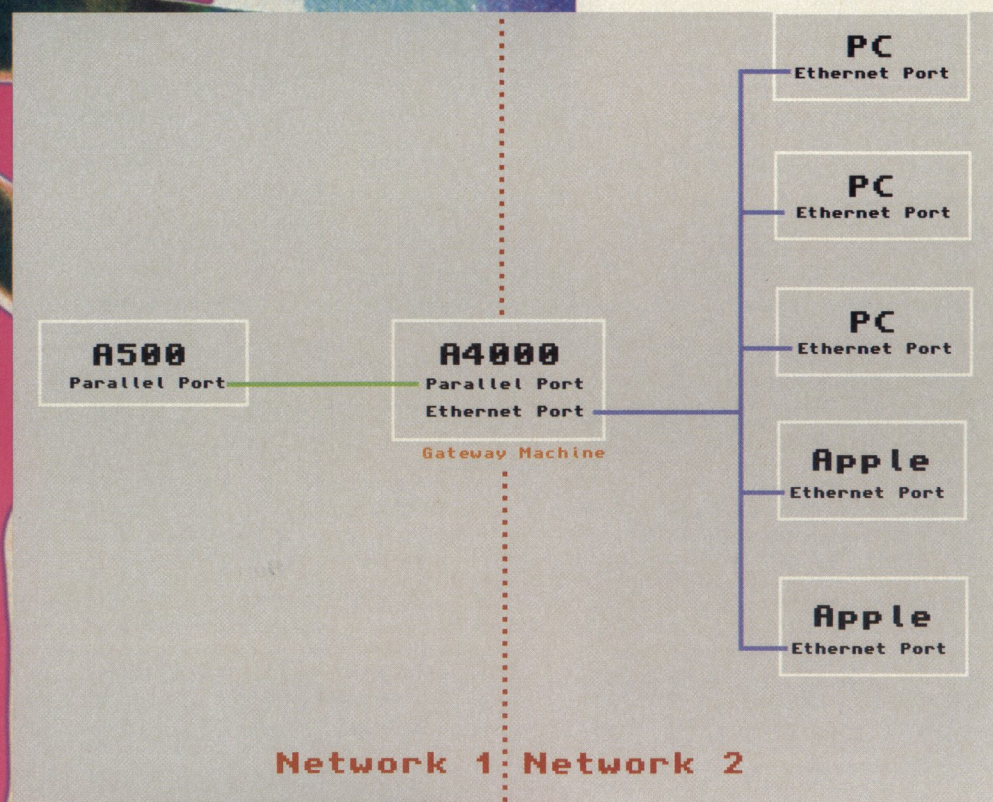 PC
Ethernet Port
PC
Ethernet Port
PC
Ethernet Port
A500
Parallel Port
A4000
Parallel Port
Ethernet Port
Gateway Machine
Apple
Ethernet Port
Apple
Ethernet Port
Network 1
Network 2